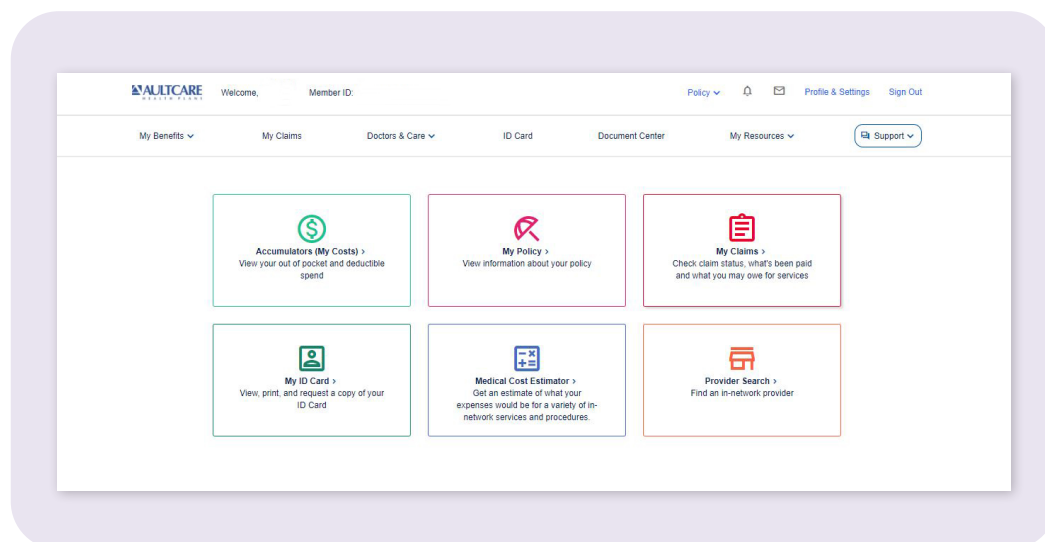 AULTCARE
HEALTH PLANS
Welcome,
Member ID:
Policy
Profile & Settings
Sign Out
My Benefits
My Claims
Doctors & Care
ID Card
Document Center
My Resources
Support
Accumulators (My Costs) >
View your out of pocket and deductible
spend
My Policy >
View information about your policy
My Claims >
Check claim status, what's been paid
and what you may owe for services
My ID Card >
View, print, and request a copy of your
ID Card
Medical Cost Estimator >
Get an estimate of what your
expenses would be for a variety of in-
network services and procedures.
Provider Search >
Find an in-network provider